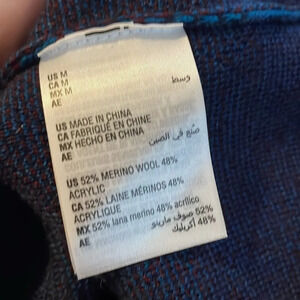 US M
CA M
MX M
AE وسط
US MADE IN CHINA
CA FABRIQUÉ EN CHINE
MX HECHO EN CHINA
AE صنع في الصين
US 52% MERINO WOOL 48%
ACRYLIC
CA 52% LAINE MÉRINOS 48%
ACRYLIQUE
MX 52% lana merino 48% acrílico
AE 52% صوف مارينو
48% أكريليك